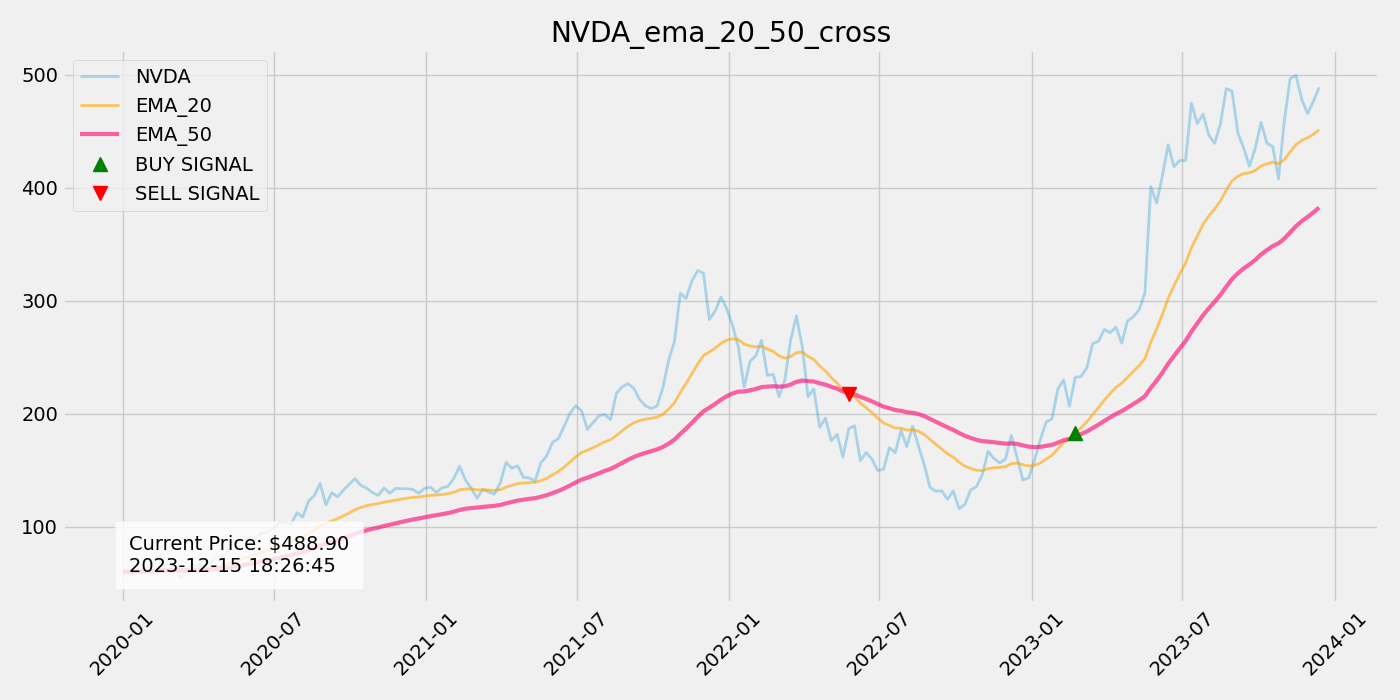 NVDA_ema_20_50_cross
500
400
300
200
100
NVDA
EMA_20
EMA_50
BUY SIGNAL
SELL SIGNAL
Current Price: $488.90
2023-12-15 18:26:45
2020-01
2020-07
2021-01
2021-07
2022-01
2022-07
2023-01
2023-07
2024-01